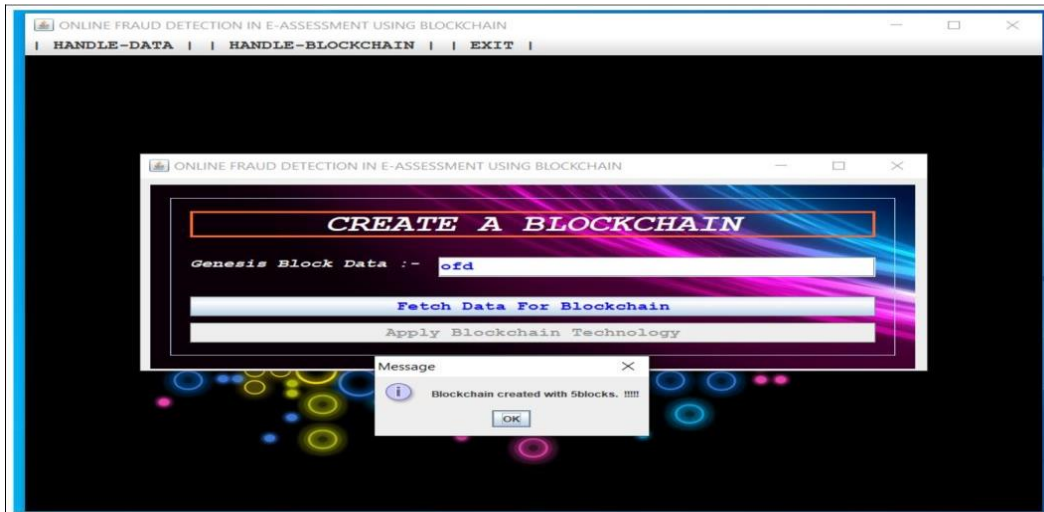 ONLINE FRAUD DETECTION IN E-ASSESSMENT USING BLOCKCHAIN
| HANDLE-DATA | | HANDLE-BLOCKCHAIN | | EXIT |
ONLINE FRAUD DETECTION IN E-ASSESSMENT USING BLOCKCHAIN
CREATE A BLOCKCHAIN
Genesis Block Data :- ofd
Fetch Data For Blockchain
Apply Blockchain Technology
Message
Blockchain created with 5blocks. !!!!!
OK